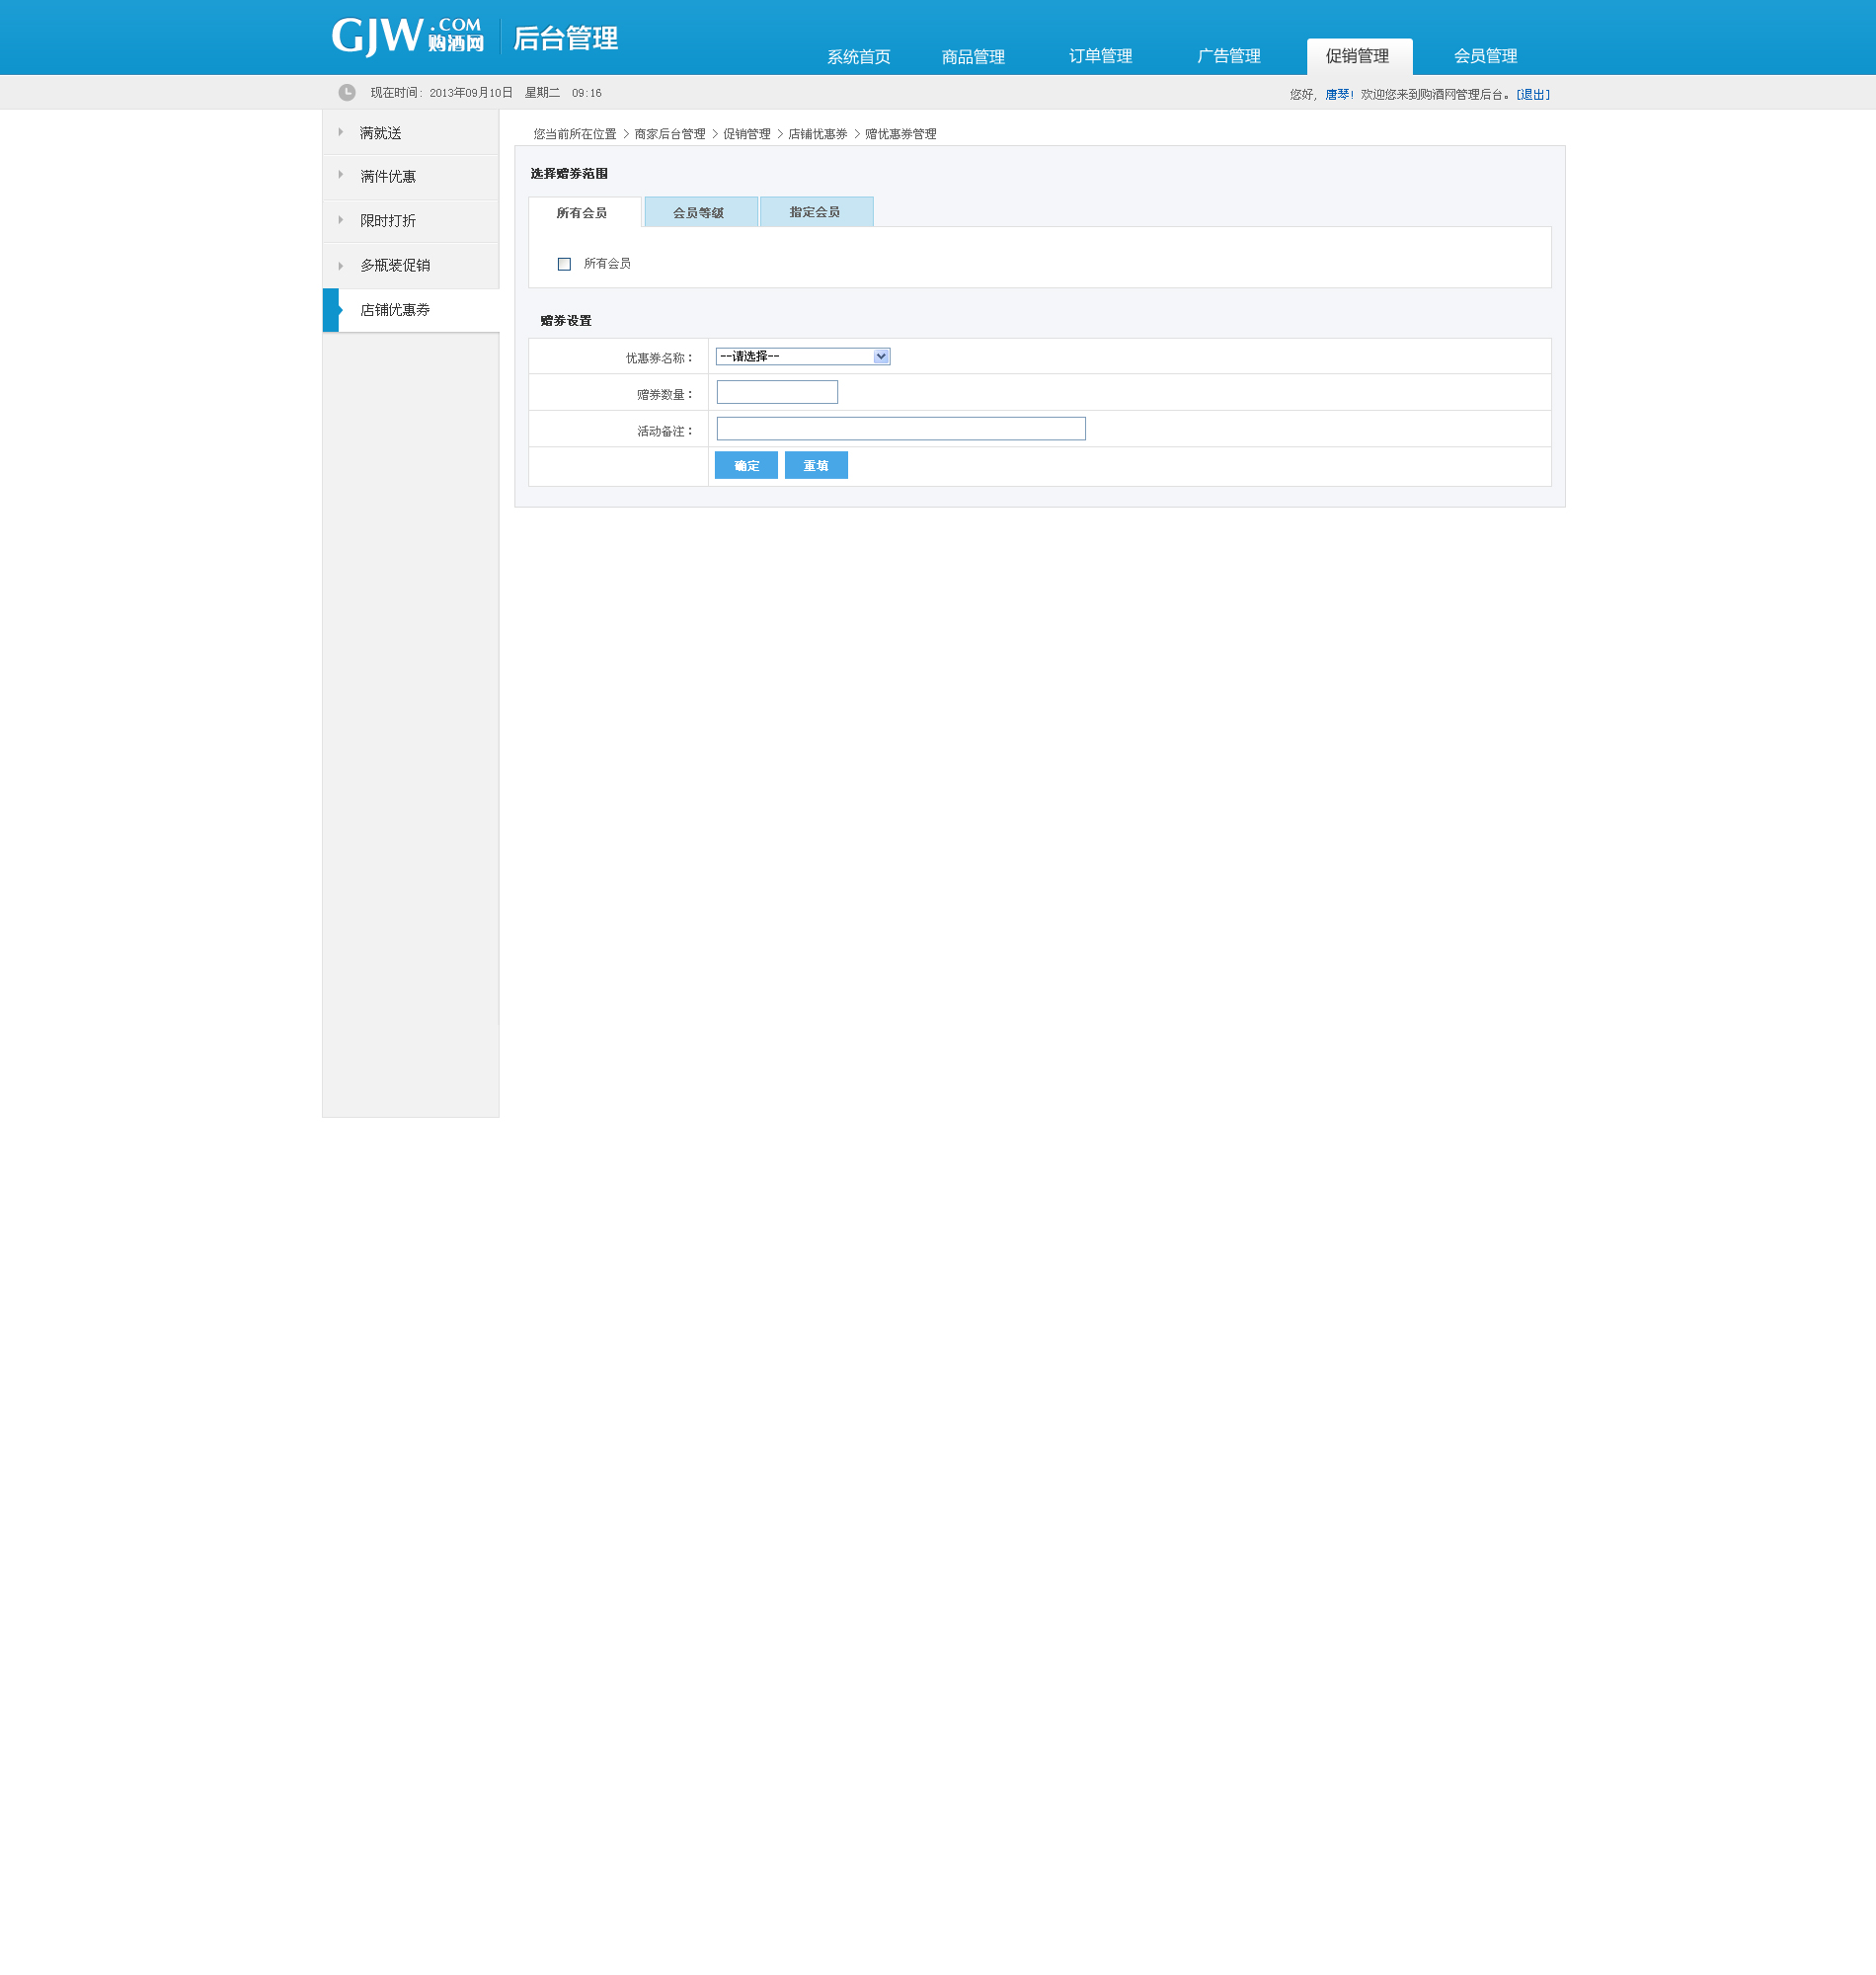 GJW.COM 购酒网 后台管理
系统首页 商品管理 订单管理 广告管理 促销管理 会员管理
现在时间：2013年09月10日 星期二 09:16
您好，唐琴！欢迎您来到购酒网管理后台。[退出]
满就送
满件优惠
限时打折
多瓶装促销
店铺优惠券
您当前所在位置 > 商家后台管理 > 促销管理 > 店铺优惠券 > 赠优惠券管理
选择赠券范围
所有会员 会员等级 指定会员
所有会员
赠券设置
优惠券名称： --请选择--
赠券数量：
活动备注：
确定 重填